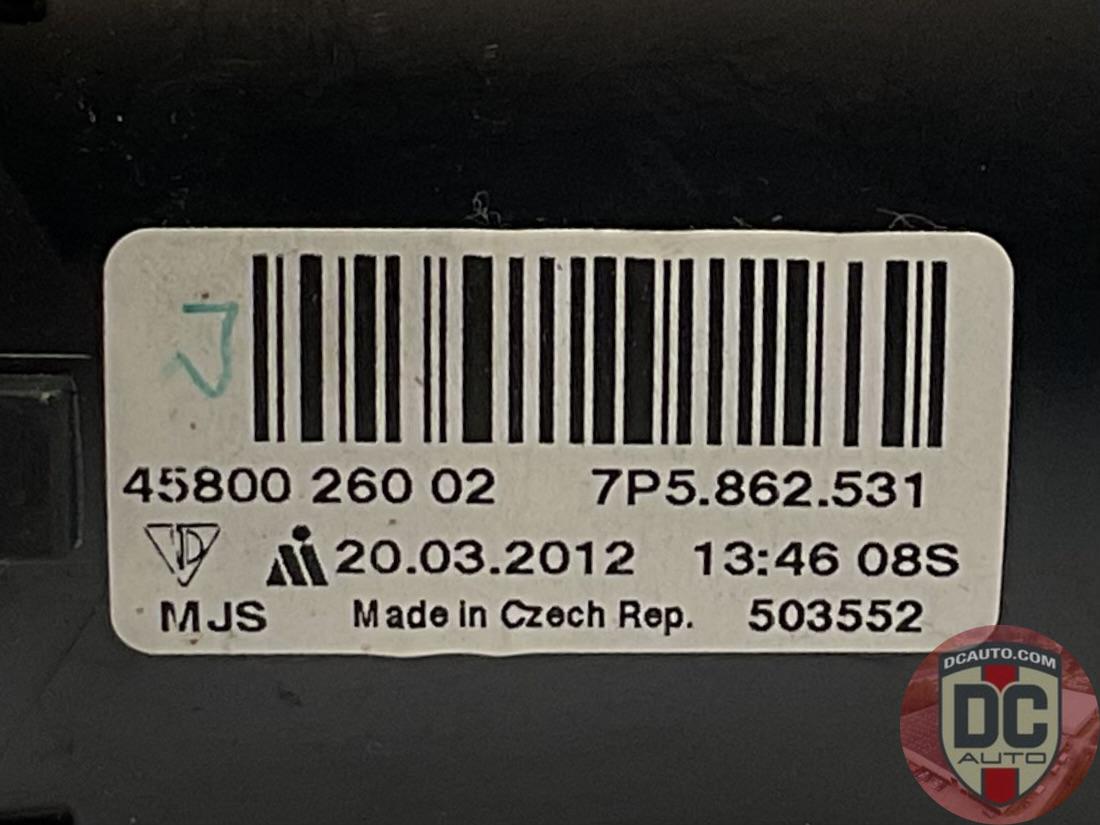 45800 260 02 7P5.862.531
20.03.2012 13:46 08S
MJS Made in Czech Rep. 503552
DCAUTO.COM
DC
AUTO